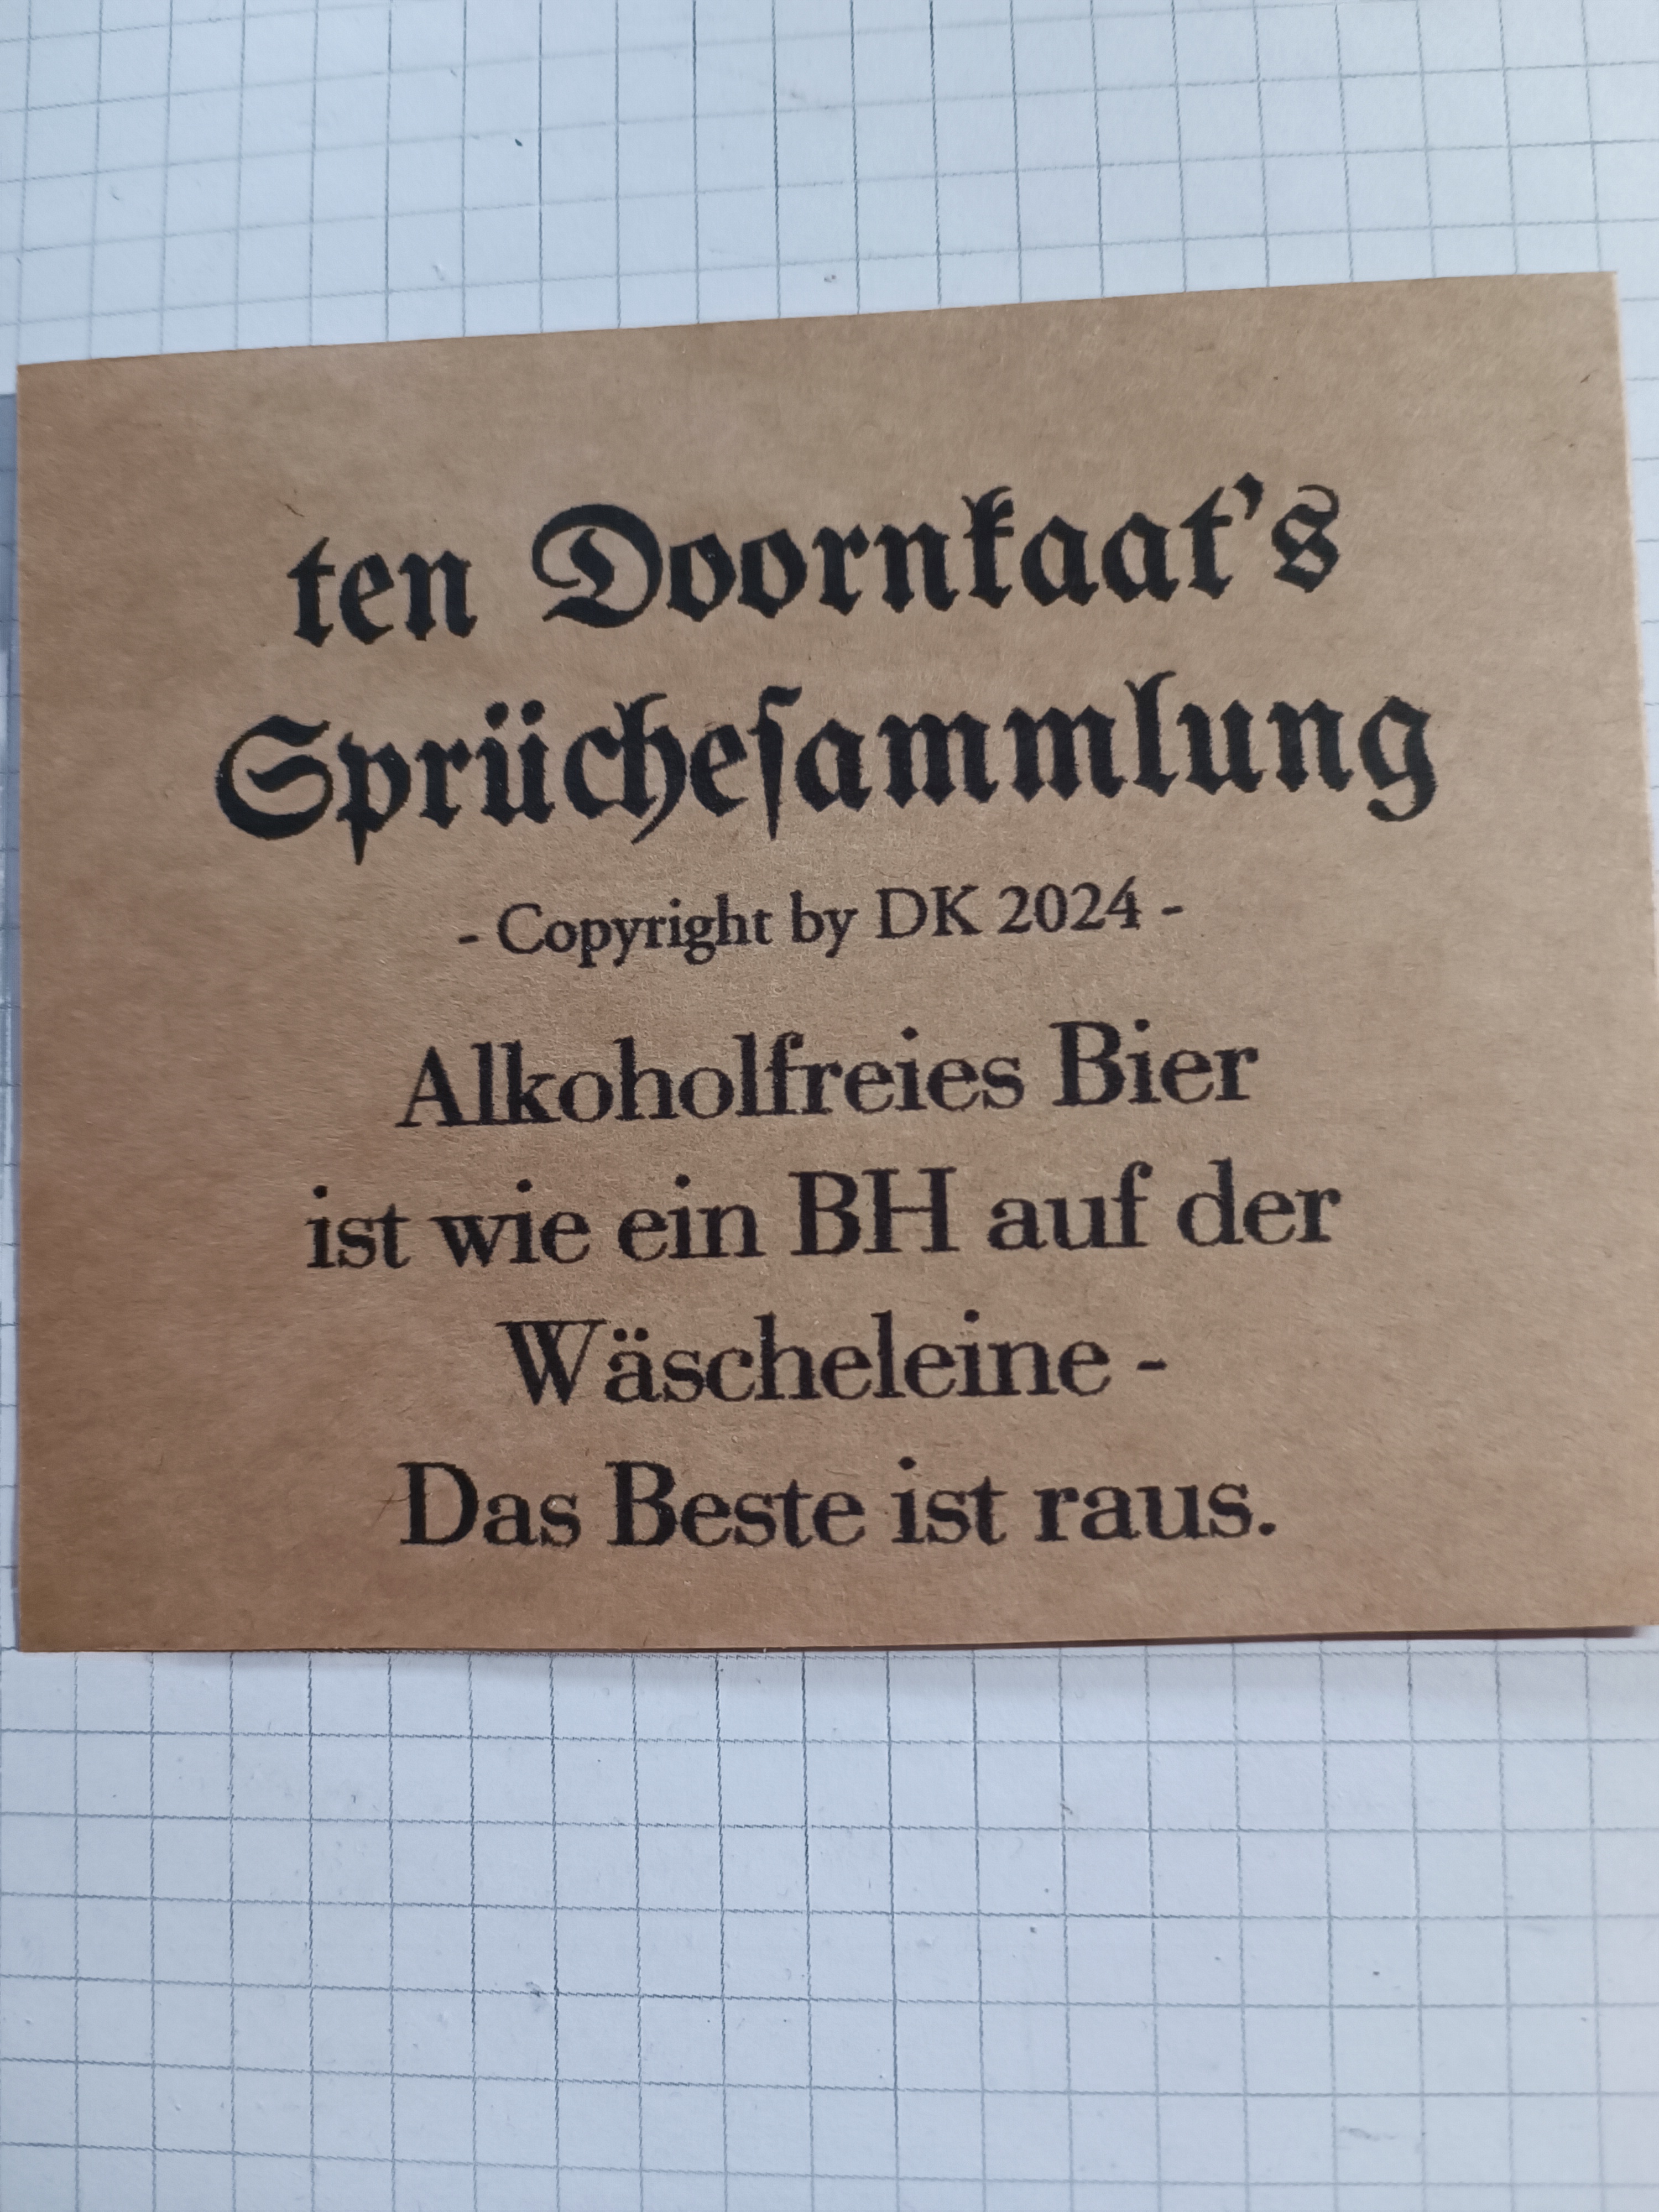 ten Doornkaat's
Sprücheſammlung
- Copyright by DK 2024 -
Alkoholfreies Bier
ist wie ein BH auf der
Wäscheleine -
Das Beste ist raus.